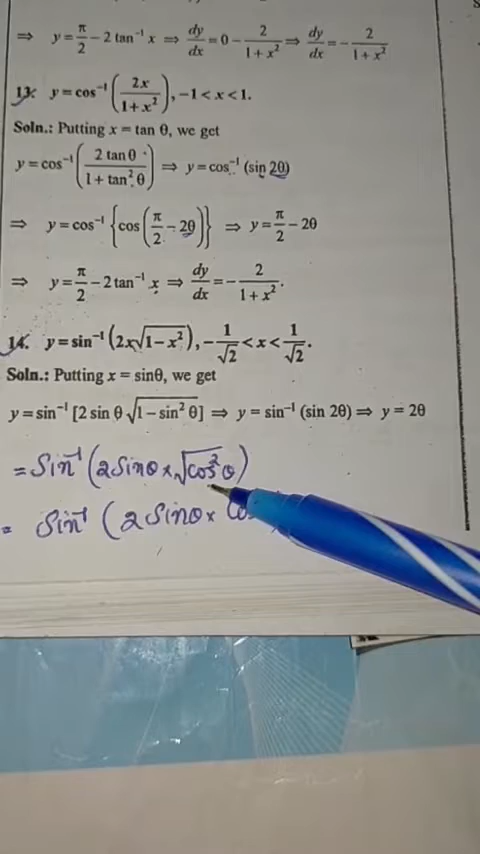 ⇒ y = π/2 − 2 tan⁻¹ x ⇒ dy/dx = 0 − 2/(1+x²) ⇒ dy/dx = − 2/(1+x²)
13. y = cos⁻¹(2x/(1+x²)), −1 < x < 1.
Soln.: Putting x = tan θ, we get
y = cos⁻¹(2 tan θ/(1 + tan² θ)) ⇒ y = cos⁻¹ (sin 2θ)
⇒ y = cos⁻¹ {cos(π/2 − 2θ)} ⇒ y = π/2 − 2θ
⇒ y = π/2 − 2 tan⁻¹ x ⇒ dy/dx = − 2/(1+x²).
14. y = sin⁻¹(2x√(1−x²)), −1/√2 < x < 1/√2.
Soln.: Putting x = sinθ, we get
y = sin⁻¹ [2 sin θ √(1−sin² θ)] ⇒ y = sin⁻¹ (sin 2θ) ⇒ y = 2θ
= Sin⁻¹ (2Sinθ × √(cos²θ))
= Sin⁻¹ (2 Sinθ ×